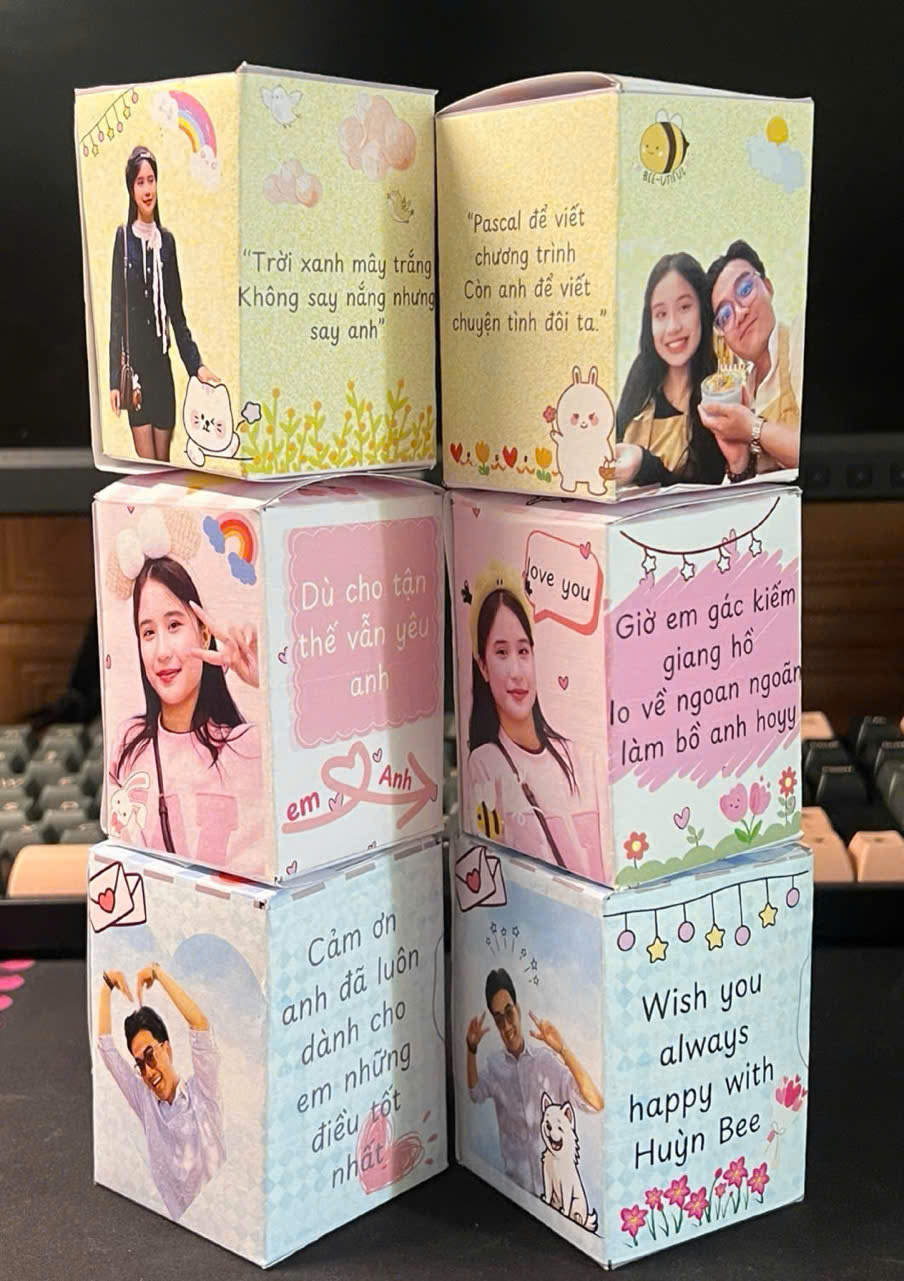 “Trời xanh mây trắng
Không say nắng nhưng
say anh”
“Pascal để viết
chương trình
Còn anh để viết
chuyện tình đôi ta.”
BEE-UTIFUL
Dù cho tận
thế vẫn yêu
anh
em
Anh
love you
Giờ em gác kiếm
giang hồ
lo về ngoan ngoãn
làm bồ anh hoyy
Cảm ơn
anh đã luôn
dành cho
em những
điều tốt
nhất
Wish you
always
happy with
Huỳn Bee